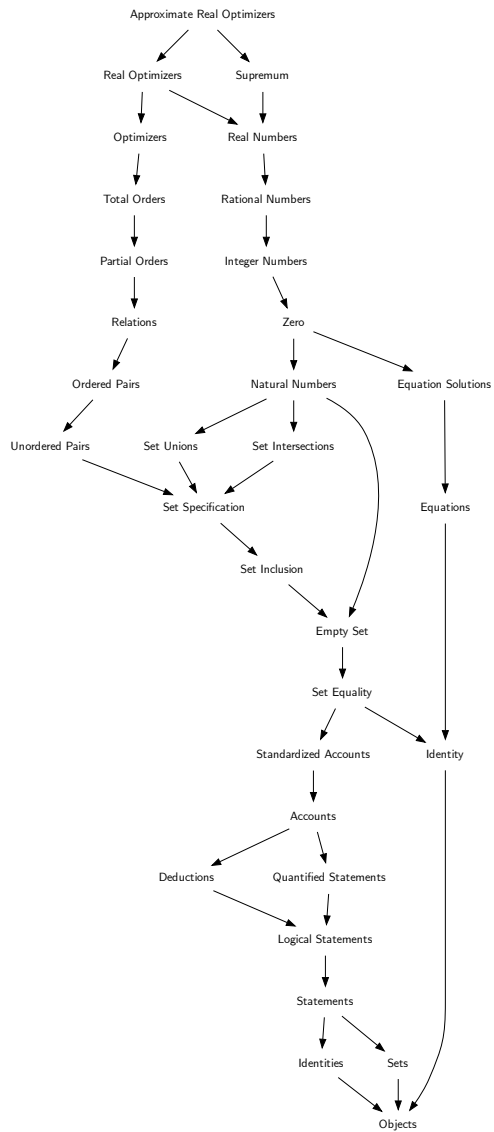 Approximate Real Optimizers
Real Optimizers
Supremum
Optimizers
Real Numbers
Total Orders
Rational Numbers
Partial Orders
Integer Numbers
Relations
Zero
Ordered Pairs
Natural Numbers
Equation Solutions
Unordered Pairs
Set Unions
Set Intersections
Set Specification
Equations
Set Inclusion
Empty Set
Set Equality
Standardized Accounts
Identity
Accounts
Deductions
Quantified Statements
Logical Statements
Statements
Identities
Sets
Objects